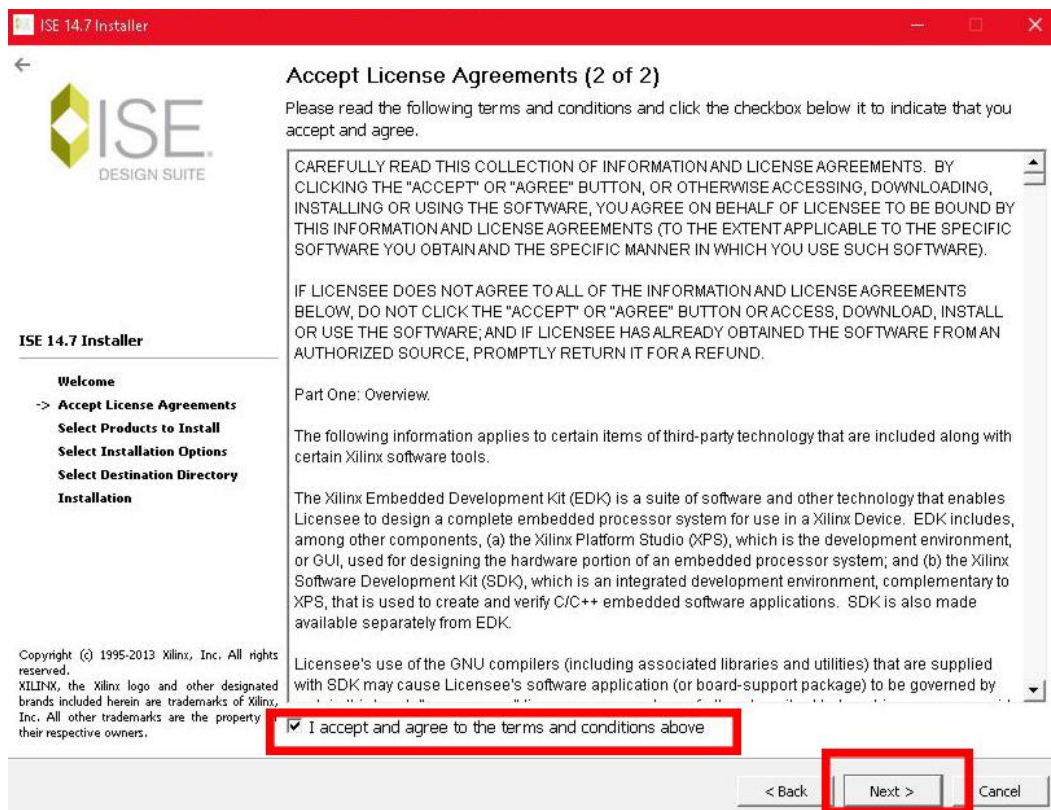 ISE 14.7 Installer
ISE
DESIGN SUITE
Accept License Agreements (2 of 2)
Please read the following terms and conditions and click the checkbox below it to indicate that you
accept and agree.
CAREFULLY READ THIS COLLECTION OF INFORMATION AND LICENSE AGREEMENTS. BY
CLICKING THE "ACCEPT" OR "AGREE" BUTTON, OR OTHERWISE ACCESSING, DOWNLOADING,
INSTALLING OR USING THE SOFTWARE, YOU AGREE ON BEHALF OF LICENSEE TO BE BOUND BY
THIS INFORMATION AND LICENSE AGREEMENTS (TO THE EXTENT APPLICABLE TO THE SPECIFIC
SOFTWARE YOU OBTAIN AND THE SPECIFIC MANNER IN WHICH YOU USE SUCH SOFTWARE).
IF LICENSEE DOES NOT AGREE TO ALL OF THE INFORMATION AND LICENSE AGREEMENTS
BELOW, DO NOT CLICK THE "ACCEPT" OR "AGREE" BUTTON OR ACCESS, DOWNLOAD, INSTALL
OR USE THE SOFTWARE; AND IF LICENSEE HAS ALREADY OBTAINED THE SOFTWARE FROM AN
AUTHORIZED SOURCE, PROMPTLY RETURN IT FOR A REFUND.
Part One: Overview.
The following information applies to certain items of third-party technology that are included along with
certain Xilinx software tools.
The Xilinx Embedded Development Kit (EDK) is a suite of software and other technology that enables
Licensee to design a complete embedded processor system for use in a Xilinx Device. EDK includes,
among other components, (a) the Xilinx Platform Studio (XPS), which is the development environment,
or GUI, used for designing the hardware portion of an embedded processor system; and (b) the Xilinx
Software Development Kit (SDK), which is an integrated development environment, complementary to
XPS, that is used to create and verify C/C++ embedded software applications. SDK is also made
available separately from EDK.
Licensee's use of the GNU compilers (including associated libraries and utilities) that are supplied
with SDK may cause Licensee's software application (or board-support package) to be governed by
I accept and agree to the terms and conditions above
ISE 14.7 Installer
Welcome
-> Accept License Agreements
Select Products to Install
Select Installation Options
Select Destination Directory
Installation
Copyright (c) 1995-2013 Xilinx, Inc. All rights
reserved.
XILINX, the Xilinx logo and other designated
brands included herein are trademarks of Xilinx,
Inc. All other trademarks are the property
their respective owners.
< Back
Next >
Cancel